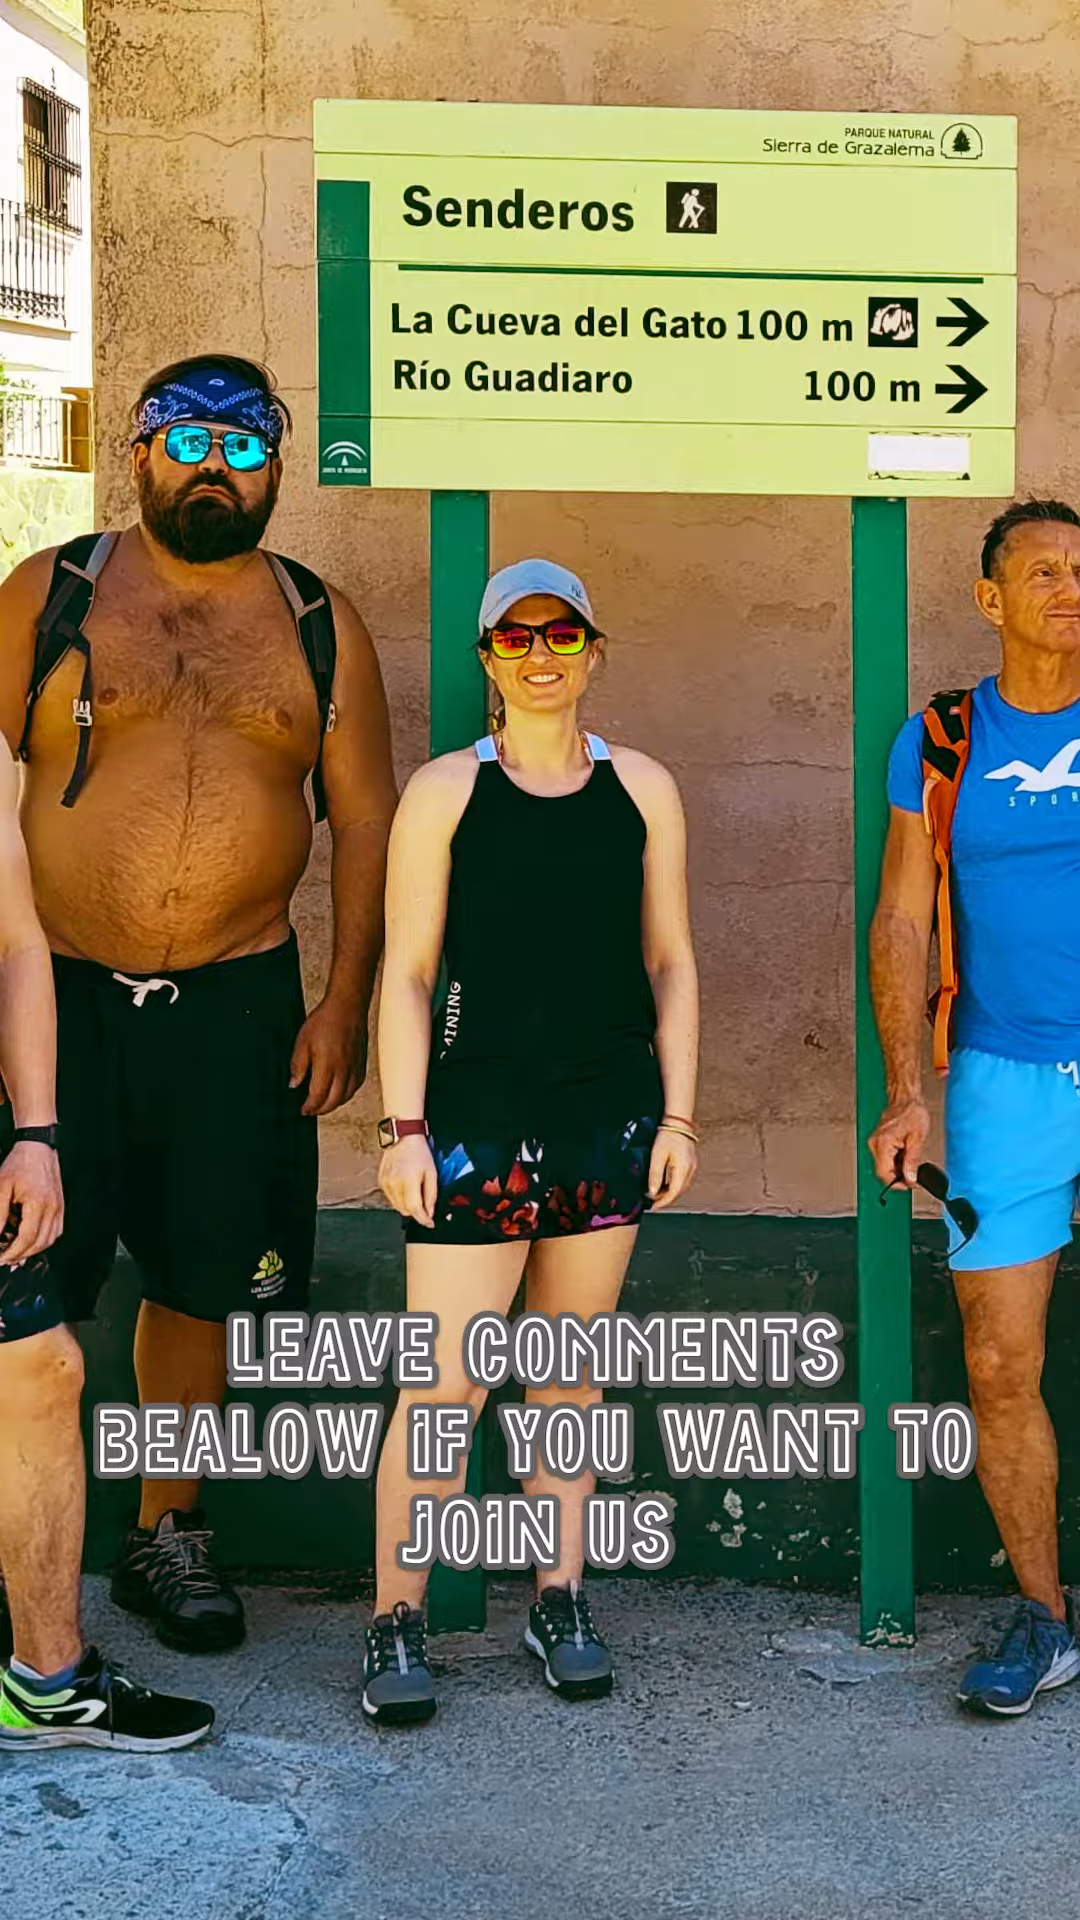 PARQUE NATURAL
Sierra de Grazalema
Senderos
La Cueva del Gato 100 m
Río Guadiaro 100 m
SPOR
LEAVE COMMENTS
BEALOW IF YOU WANT TO
JOIN US